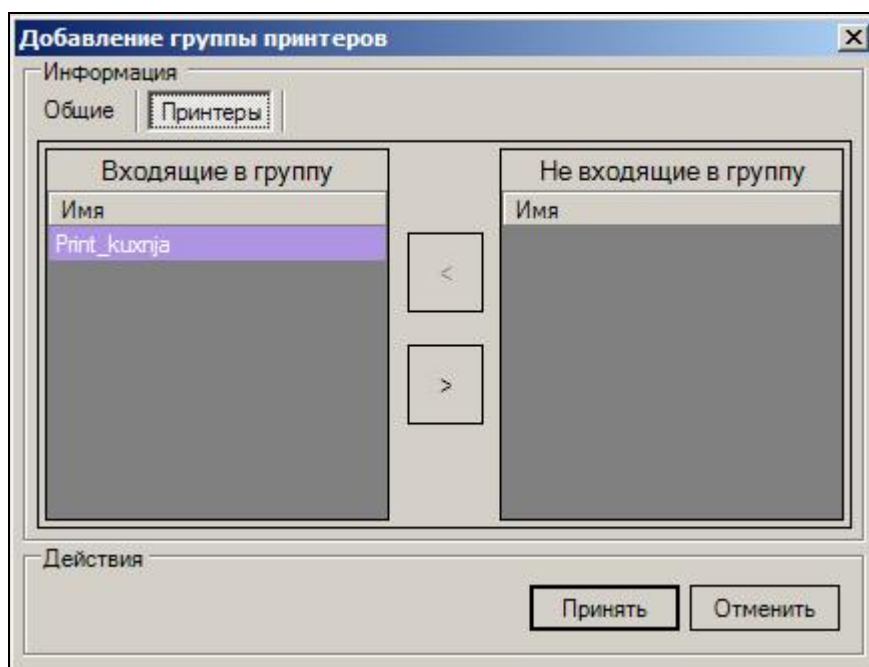 Добавление группы принтеров
Информация
Общие Принтеры
Входящие в группу Не входящие в группу
Имя Имя
Print_kuxnja
<
>
Действия
Принять Отменить